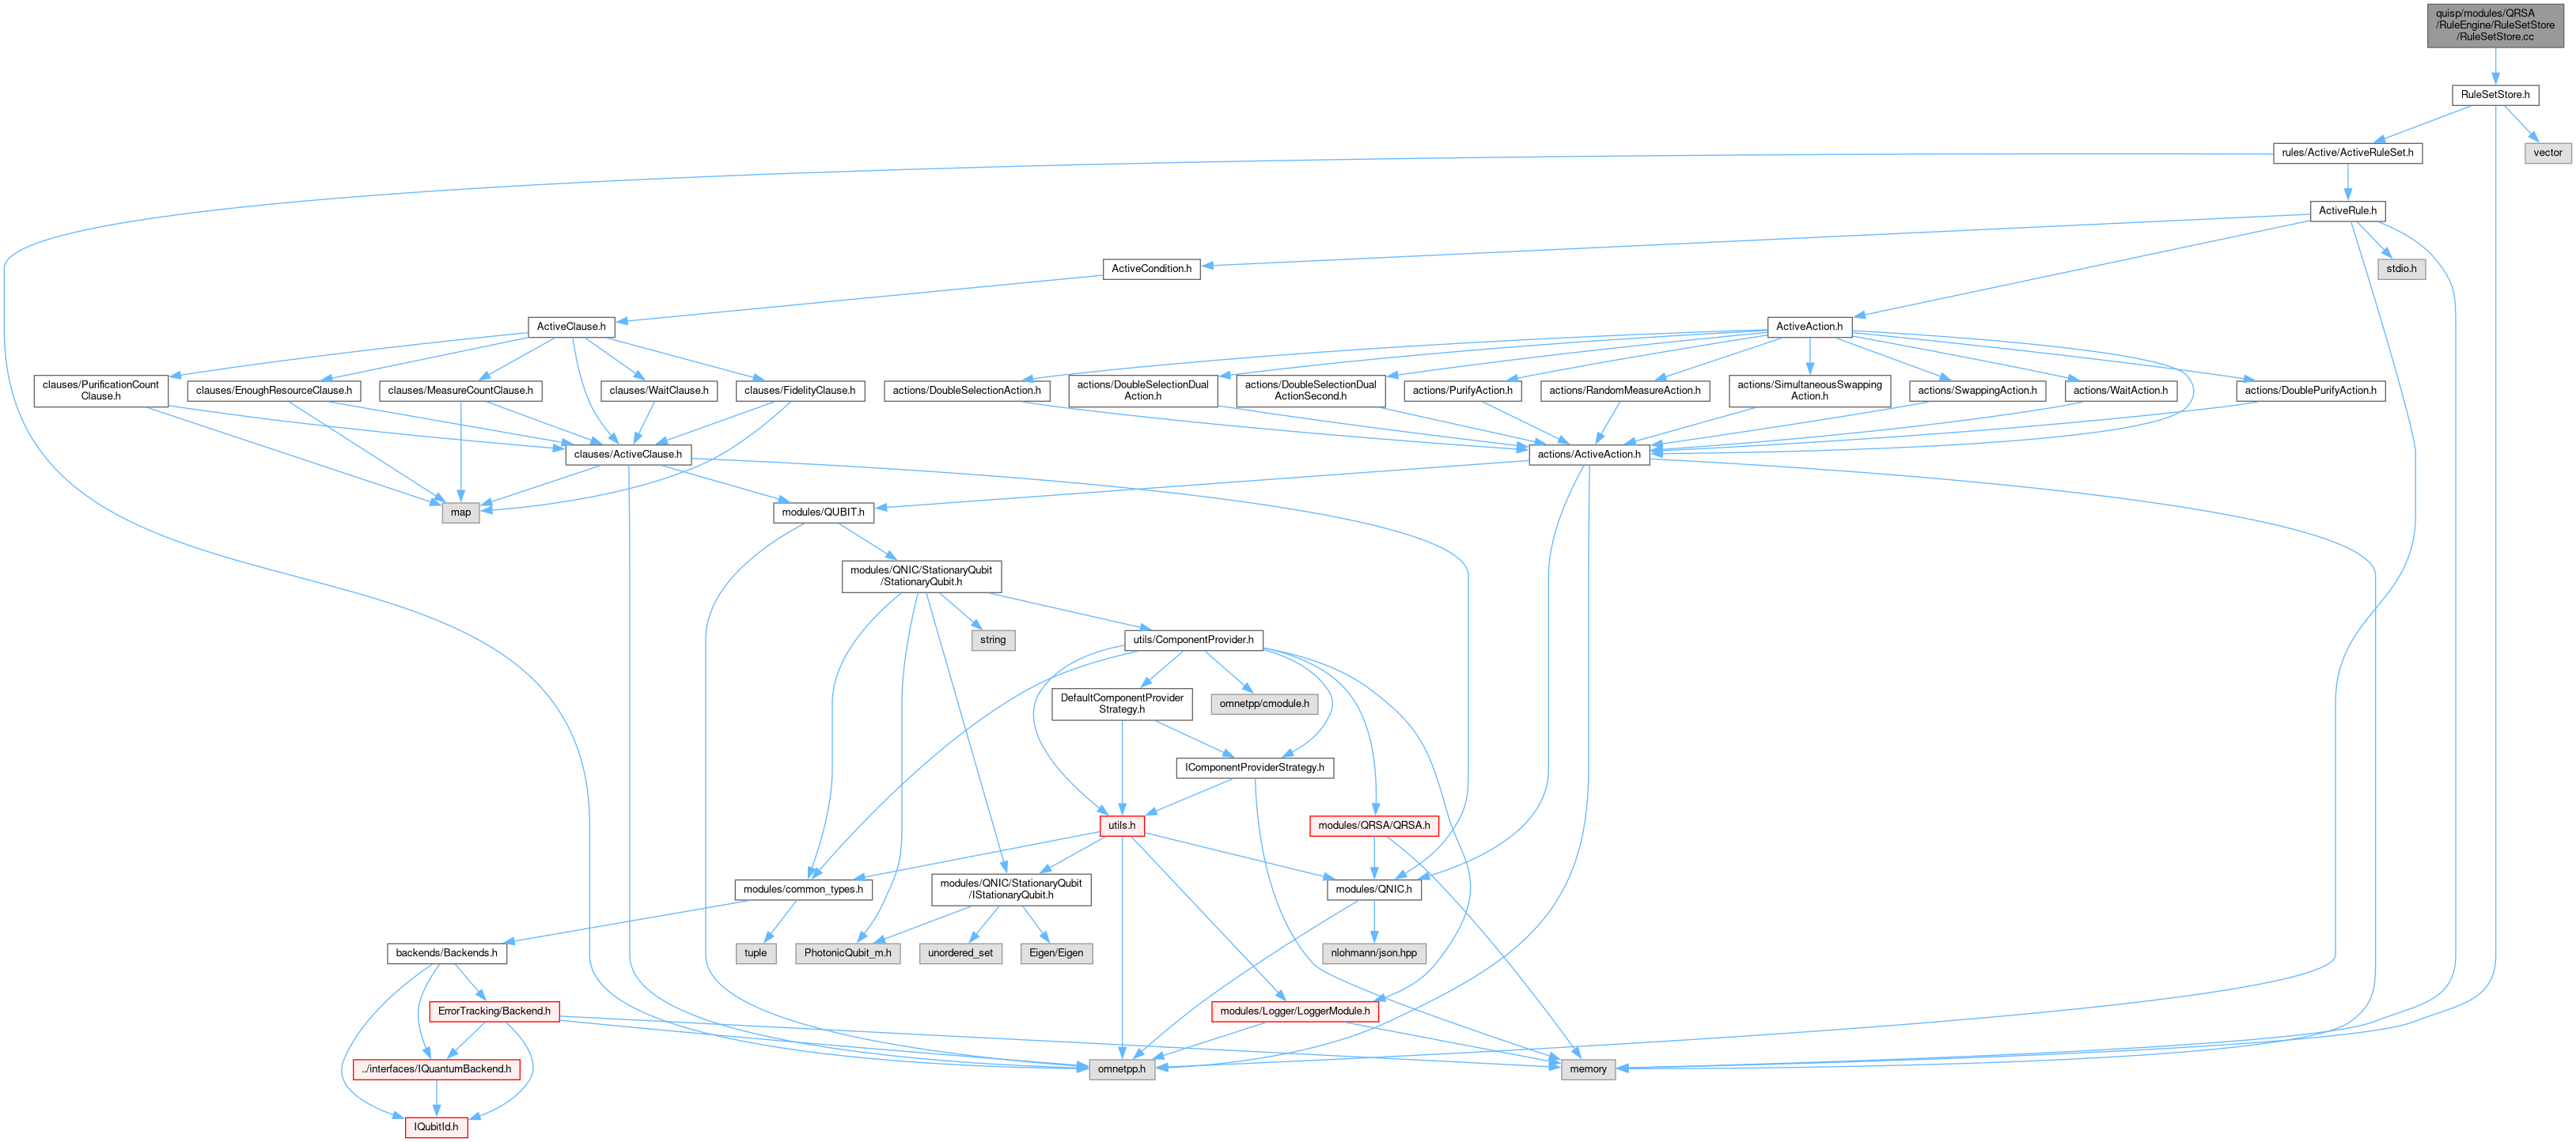 quisp/modules/QRSA
/RuleEngine/RuleSetStore
/RuleSetStore.cc
RuleSetStore.h
rules/Active/ActiveRuleSet.h
vector
ActiveRule.h
ActiveCondition.h
stdio.h
ActiveClause.h
ActiveAction.h
clauses/PurificationCount
Clause.h
clauses/EnoughResourceClause.h
clauses/MeasureCountClause.h
clauses/WaitClause.h
clauses/FidelityClause.h
actions/DoubleSelectionAction.h
actions/DoubleSelectionDual
Action.h
actions/DoubleSelectionDual
ActionSecond.h
actions/PurifyAction.h
actions/RandomMeasureAction.h
actions/SimultaneousSwapping
Action.h
actions/SwappingAction.h
actions/WaitAction.h
actions/DoublePurifyAction.h
clauses/ActiveClause.h
actions/ActiveAction.h
map
modules/QUBIT.h
modules/QNIC/StationaryQubit
/StationaryQubit.h
string
utils/ComponentProvider.h
DefaultComponentProvider
Strategy.h
omnetpp/cmodule.h
IComponentProviderStrategy.h
utils.h
modules/QRSA/QRSA.h
modules/common_types.h
modules/QNIC/StationaryQubit
/IStationaryQubit.h
modules/QNIC.h
backends/Backends.h
tuple
PhotonicQubit_m.h
unordered_set
Eigen/Eigen
nlohmann/json.hpp
ErrorTracking/Backend.h
modules/Logger/LoggerModule.h
../interfaces/IQuantumBackend.h
omnetpp.h
memory
IQubitId.h